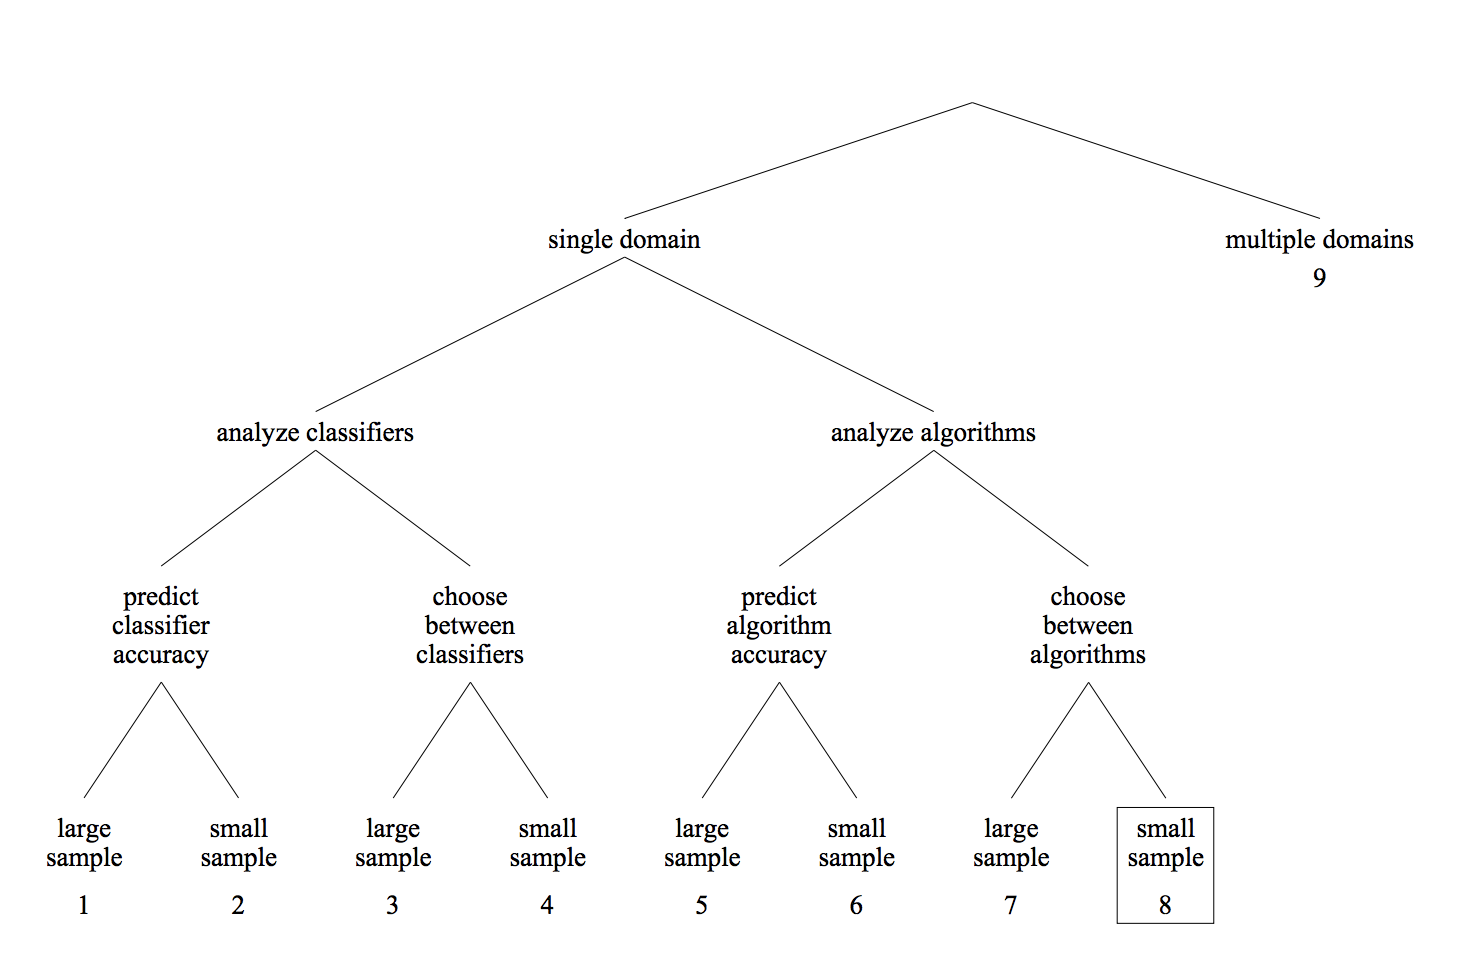 single domain
multiple domains
9
analyze classifiers
analyze algorithms
predict
classifier
accuracy
choose
between
classifiers
predict
algorithm
accuracy
choose
between
algorithms
large
sample
1
small
sample
2
large
sample
3
small
sample
4
large
sample
5
small
sample
6
large
sample
7
small
sample
8